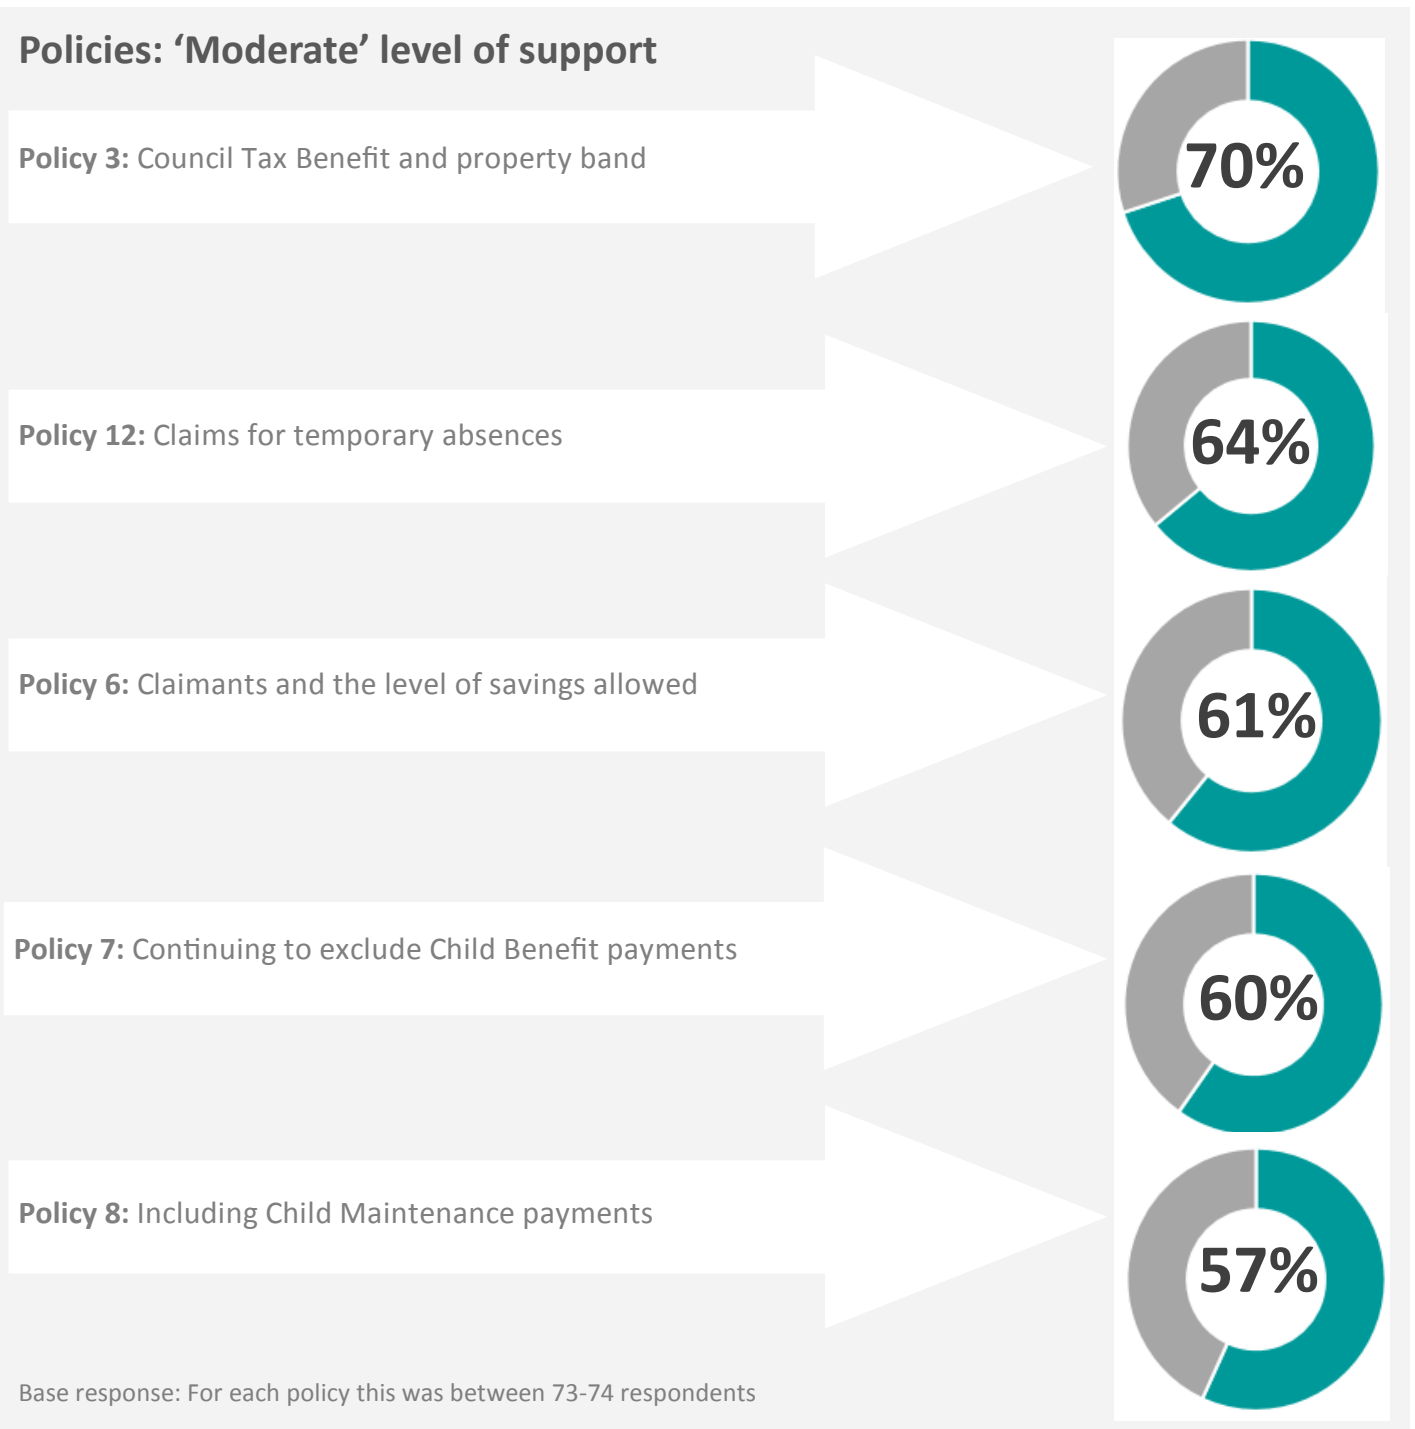 Policies: ‘Moderate’ level of support
Policy 3: Council Tax Benefit and property band
70%
Policy 12: Claims for temporary absences
64%
Policy 6: Claimants and the level of savings allowed
61%
Policy 7: Continuing to exclude Child Benefit payments
60%
Policy 8: Including Child Maintenance payments
57%
Base response: For each policy this was between 73-74 respondents